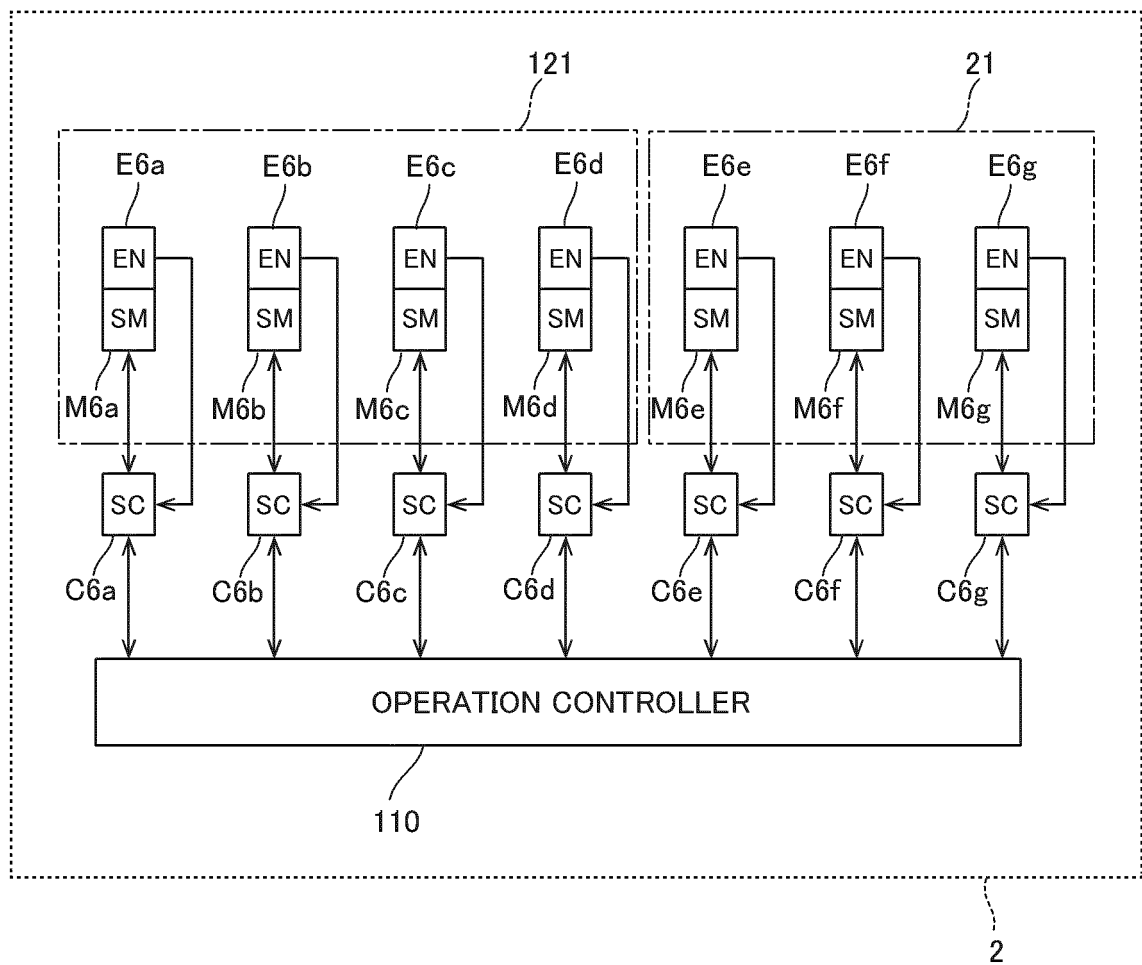 121 21
E6a E6b E6c E6d E6e E6f E6g
EN EN EN EN EN EN EN
SM SM SM SM SM SM SM
M6a M6b M6c M6d M6e M6f M6g
SC SC SC SC SC SC SC
C6a C6b C6c C6d C6e C6f C6g
OPERATION CONTROLLER
110
2